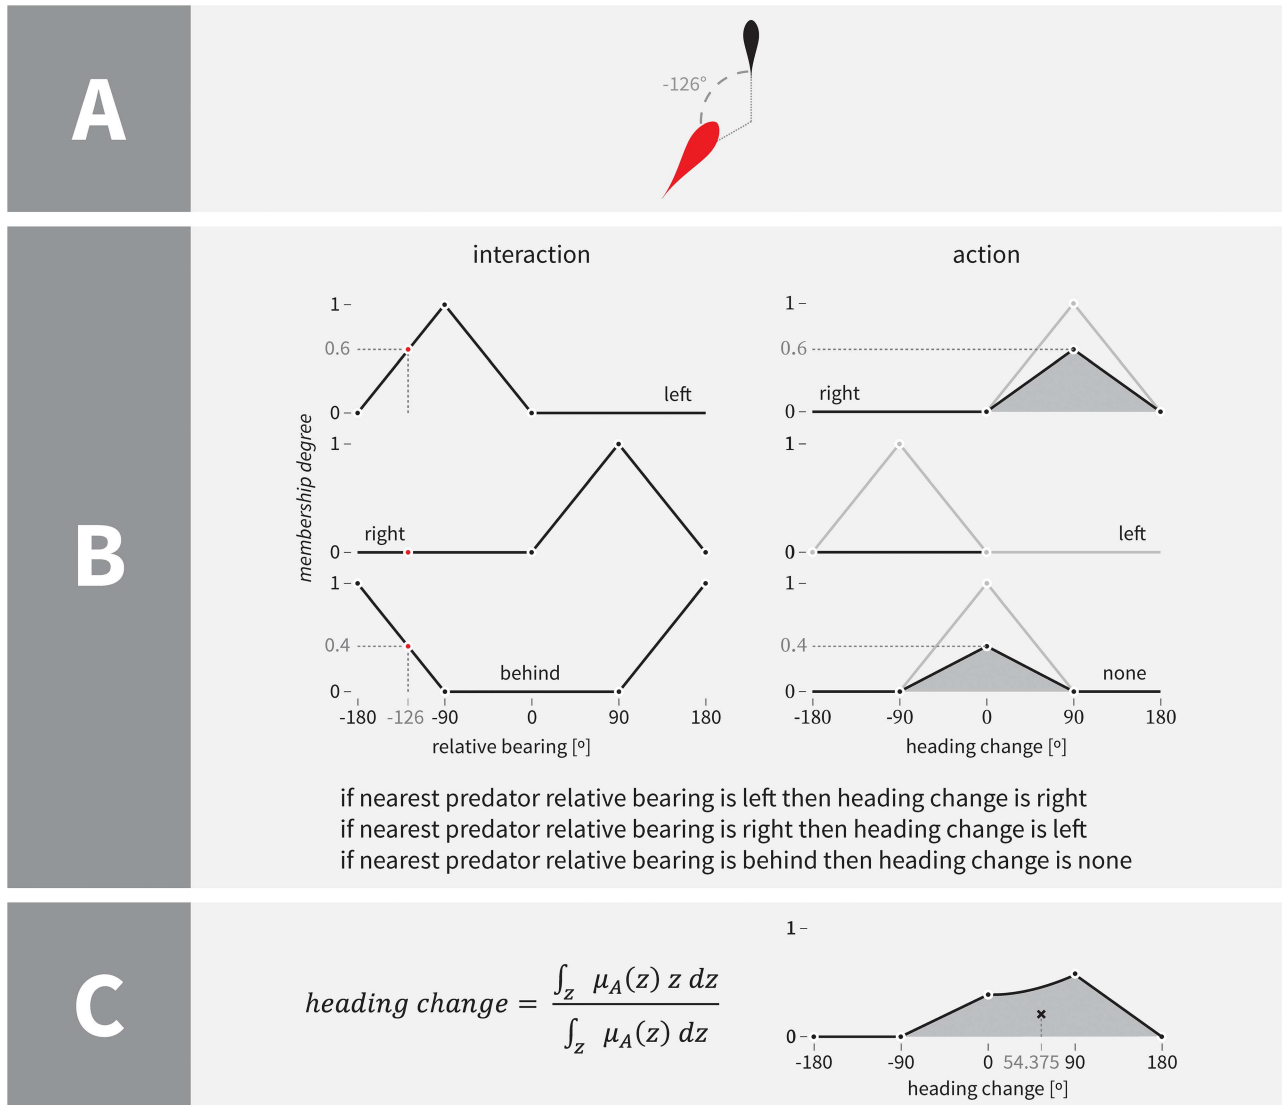 A
-126°
B
interaction
action
membership degree
1
0.6
0
left
1
0.6
0
right
1
0
right
1
0
left
1
0.4
0
behind
1
0.4
0
none
-180 -126 -90 0 90 180
relative bearing [º]
-180 -90 0 90 180
heading change [º]
if nearest predator relative bearing is left then heading change is right
if nearest predator relative bearing is right then heading change is left
if nearest predator relative bearing is behind then heading change is none
C
heading change = ∫z μA(z) z dz / ∫z μA(z) dz
1
0
-180 -90 0 54.375 90 180
heading change [º]